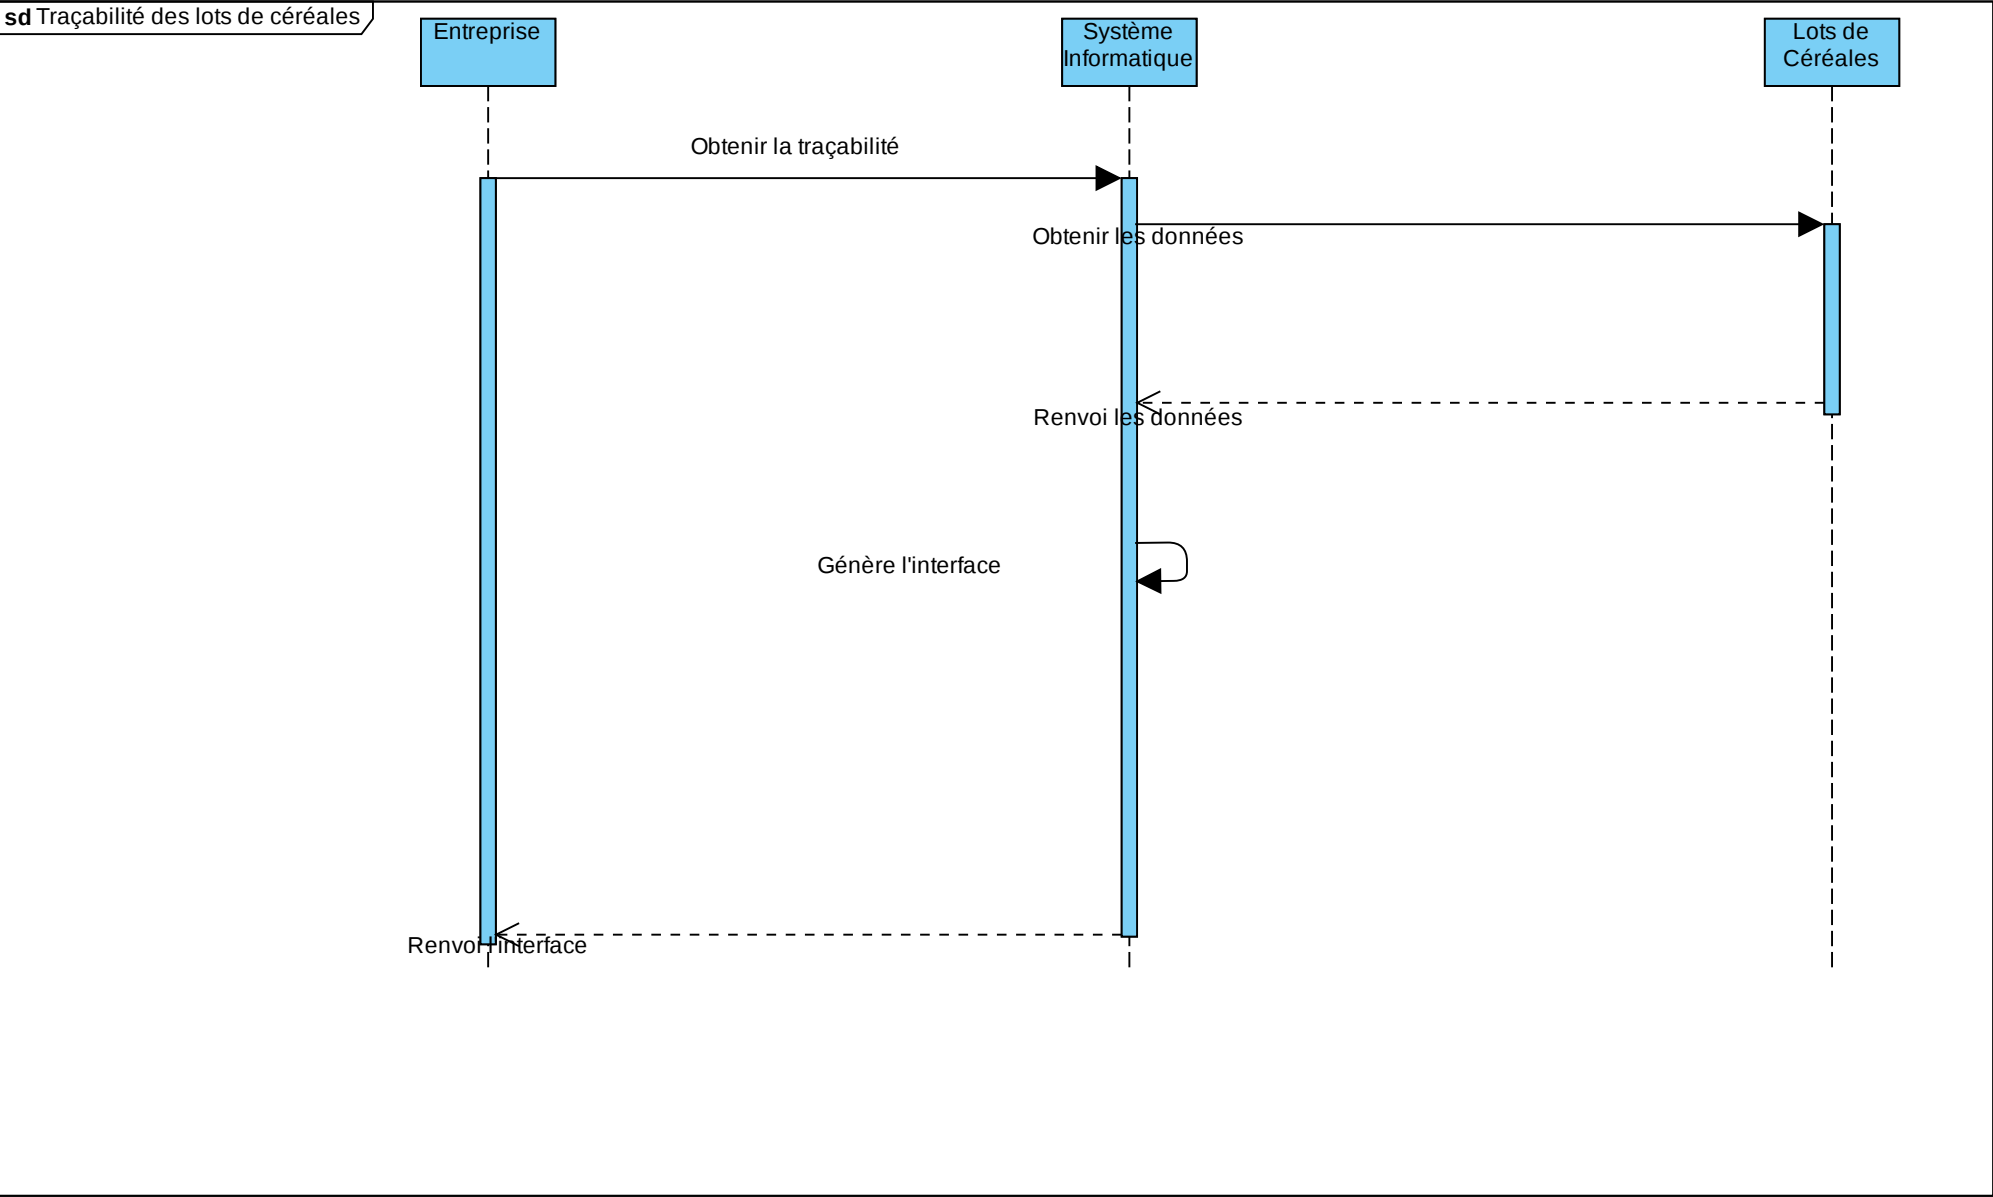 sd Traçabilité des lots de céréales
Entreprise
Système
Informatique
Lots de
Céréales
Obtenir la traçabilité
Obtenir les données
Renvoi les données
Génère l'interface
Renvoi l'interface